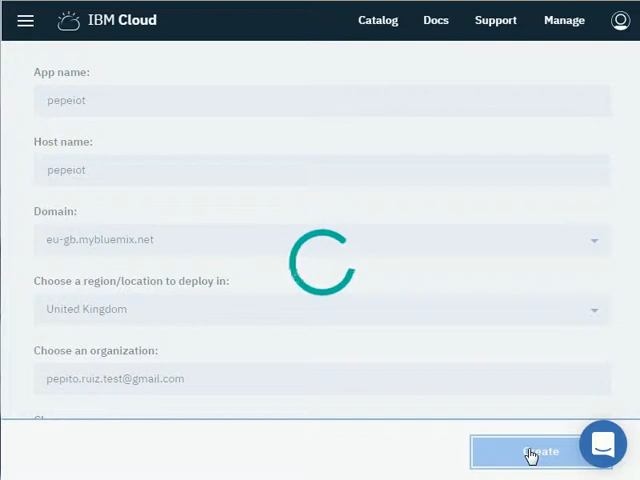 IBM Cloud Catalog Docs Support Manage
App name:
pepeiot
Host name:
pepeiot
Domain:
eu-gb.mybluemix.net
Choose a region/location to deploy in:
United Kingdom
Choose an organization:
pepito.ruiz.test@gmail.com
Create